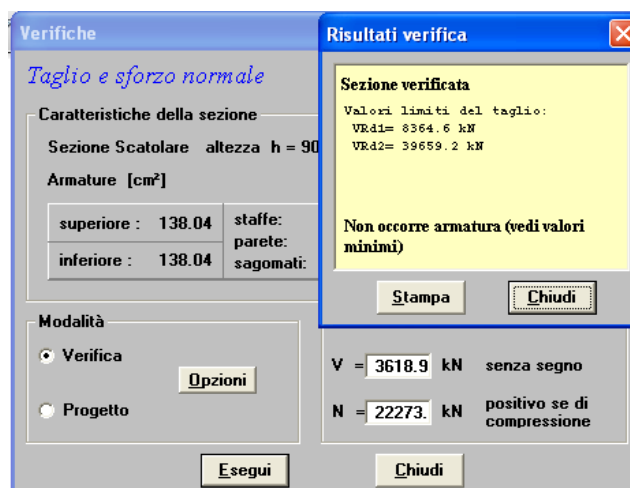 Verifiche
Taglio e sforzo normale
Caratteristiche della sezione
Sezione Scatolare altezza h = 90
Armature [cm²]
superiore : 138.04
inferiore : 138.04
staffe:
parete:
sagomati:
Modalità
Verifica
Opzioni
Progetto
Esegui
Risultati verifica
Sezione verificata
Valori limiti del taglio:
VRd1= 8364.6 kN
VRd2= 39659.2 kN
Non occorre armatura (vedi valori
minimi)
Stampa
Chiudi
V = 3618.9 kN senza segno
N = 22273. kN positivo se di
compressione
Chiudi